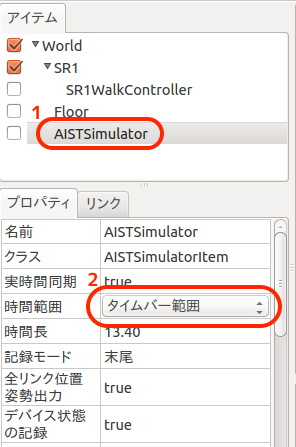 アイテム
World
SR1
SR1WalkController
1
Floor
AISTSimulator
プロパティ リンク
名前 AISTSimulator
クラス AISTSimulatorItem
実時間同期 2 true
時間範囲 タイムバー範囲
時間長 13.40
記録モード 末尾
全リンク位置
姿勢出力 true
デバイス状態
の記録 true